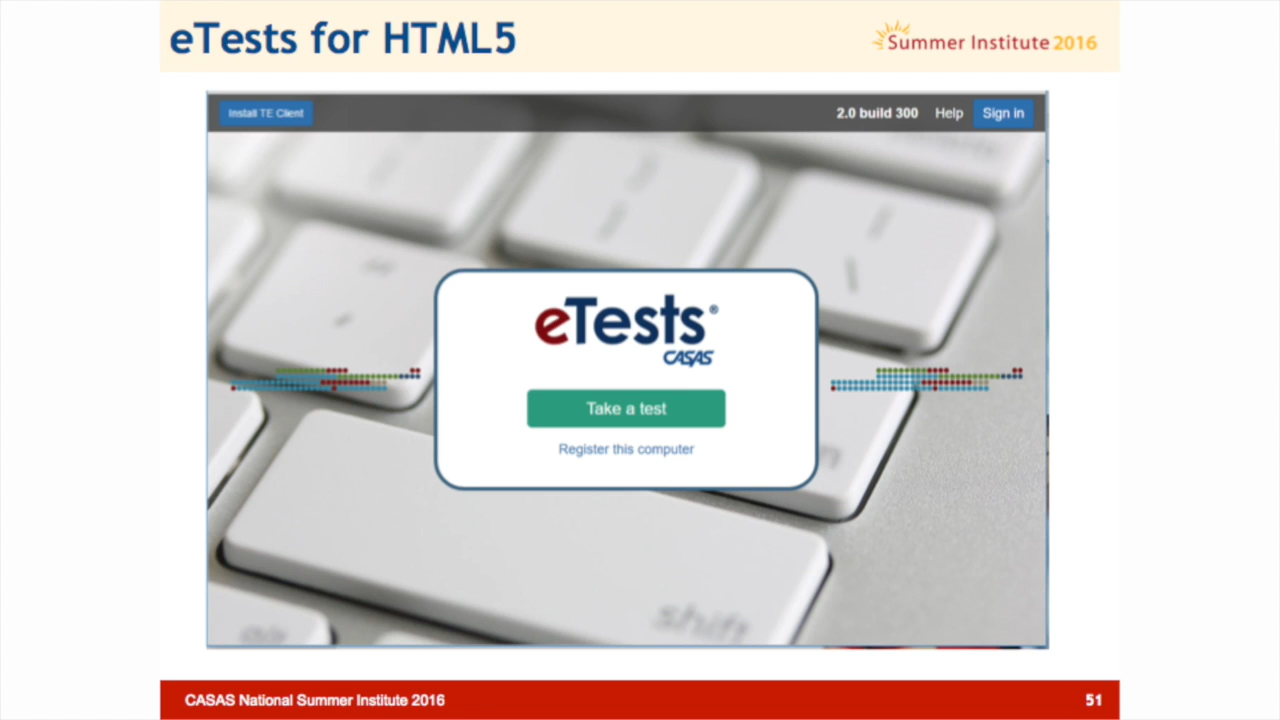 eTests for HTML5
Summer Institute 2016
Install TE Client
2.0 build 300 Help Sign in
eTests®
CASAS
Take a test
Register this computer
shift
CASAS National Summer Institute 2016
51